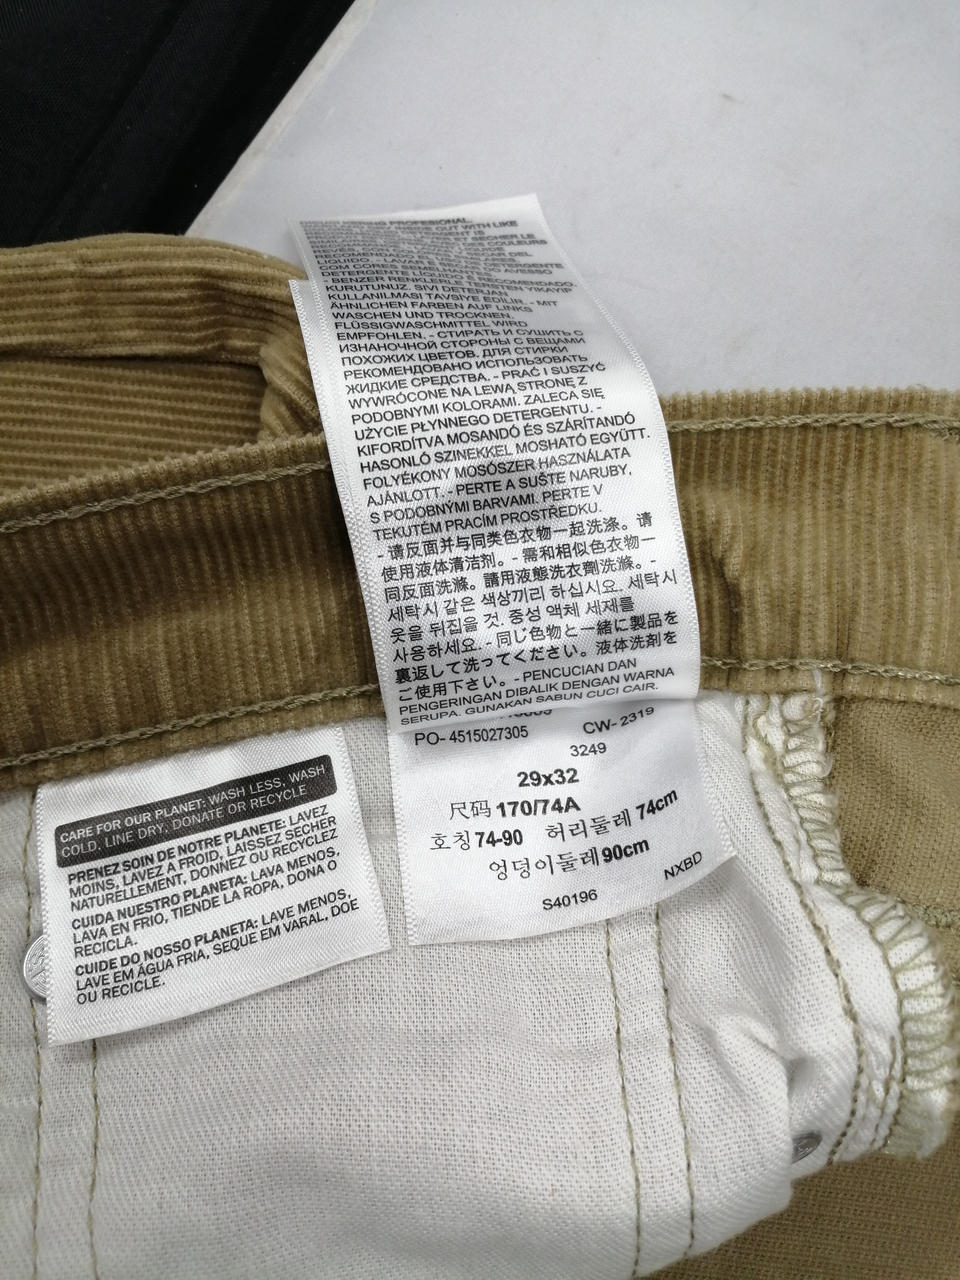 PROFESIONAL.
OUT WITH LIKE
KULLANILMASI TAVSİYE EDİLİR. - MIT
ÄHNLICHEN FARBEN AUF LINKS
WASCHEN UND TROCKNEN.
FLÜSSIGWASCHMITTEL WIRD
EMPFOHLEN. - СТИРАТЬ И СУШИТЬ С
ИЗНАНОЧНОЙ СТОРОНЫ С ВЕЩАМИ
ПОХОЖИХ ЦВЕТОВ. ДЛЯ СТИРКИ
РЕКОМЕНДОВАНО ИСПОЛЬЗОВАТЬ
ЖИДКИЕ СРЕДСТВА. - PRAĆ I SUSZYĆ
WYWRÓCONE NA LEWĄ STRONĘ Z
PODOBNYMI KOLORAMI. ZALECA SIĘ
UŻYCIE PŁYNNEGO DETERGENTU. -
KIFORDÍTVA MOSANDÓ ÉS SZÁRÍTANDÓ
HASONLÓ SZINEKKEL MOSHATÓ EGYÜTT.
FOLYÉKONY MOSÓSZER HASZNÁLATA
AJÁNLOTT. - PERTE A SUŠTE NARUBY,
S PODOBNÝMI BARVAMI. PERTE V
TEKUTÉM PRACÍM PROSTŘEDKU.
- 请反面并与同类色衣物一起洗涤。请
使用液体清洁剂。- 需和相似色衣物一
同反面洗滌。請用液態洗衣劑洗滌。-
세탁시 같은 색상끼리 하십시요. 세탁시
옷을 뒤집을 것. 중성 액체 세제를
사용하세요. - 同じ色物と一緒に製品を
裏返して洗ってください。液体洗剤を
ご使用下さい。- PENCUCIAN DAN
PENGERINGAN DIBALIK DENGAN WARNA
SERUPA. GUNAKAN SABUN CUCI CAIR.
PO- 4515027305 CW- 2319
3249
29x32
尺码 170/74A
호칭 74-90 허리둘레 74cm
엉덩이둘레 90cm
NXBD
S40196
CARE FOR OUR PLANET: WASH LESS, WASH
COLD, LINE DRY, DONATE OR RECYCLE
PRENEZ SOIN DE NOTRE PLANETE: LAVEZ
MOINS, LAVEZ A FROID, LAISSEZ SECHER
NATURELLEMENT, DONNEZ OU RECYCLEZ
CUIDA NUESTRO PLANETA: LAVA MENOS,
LAVA EN FRIO, TIENDE LA ROPA, DONA O
RECICLA.
CUIDE DO NOSSO PLANETA: LAVE MENOS,
LAVE EM ÁGUA FRIA, SEQUE EM VARAL, DOE
OU RECICLE.